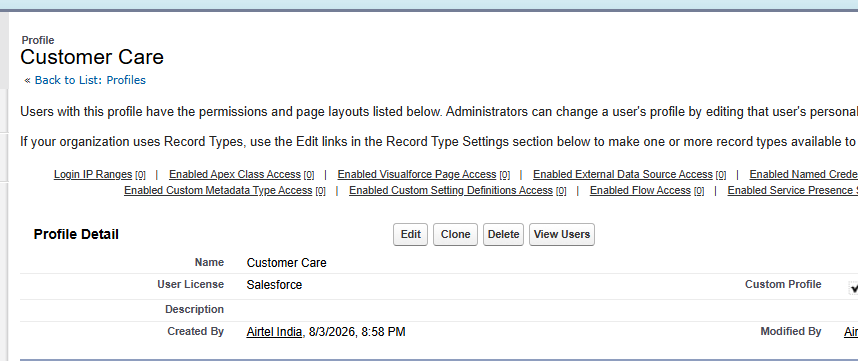 Profile
Customer Care
« Back to List: Profiles
Users with this profile have the permissions and page layouts listed below. Administrators can change a user's profile by editing that user's personal
If your organization uses Record Types, use the Edit links in the Record Type Settings section below to make one or more record types available to
Login IP Ranges [0] | Enabled Apex Class Access [0] | Enabled Visualforce Page Access [0] | Enabled External Data Source Access [0] | Enabled Named
Enabled Custom Metadata Type Access [0] | Enabled Custom Setting Definitions Access [0] | Enabled Flow Access [0] | Enabled Service Presence
Profile Detail Edit Clone Delete View Users
Name Customer Care
User License Salesforce Custom Profile
Description
Created By Airtel India, 8/3/2026, 8:58 PM Modified By